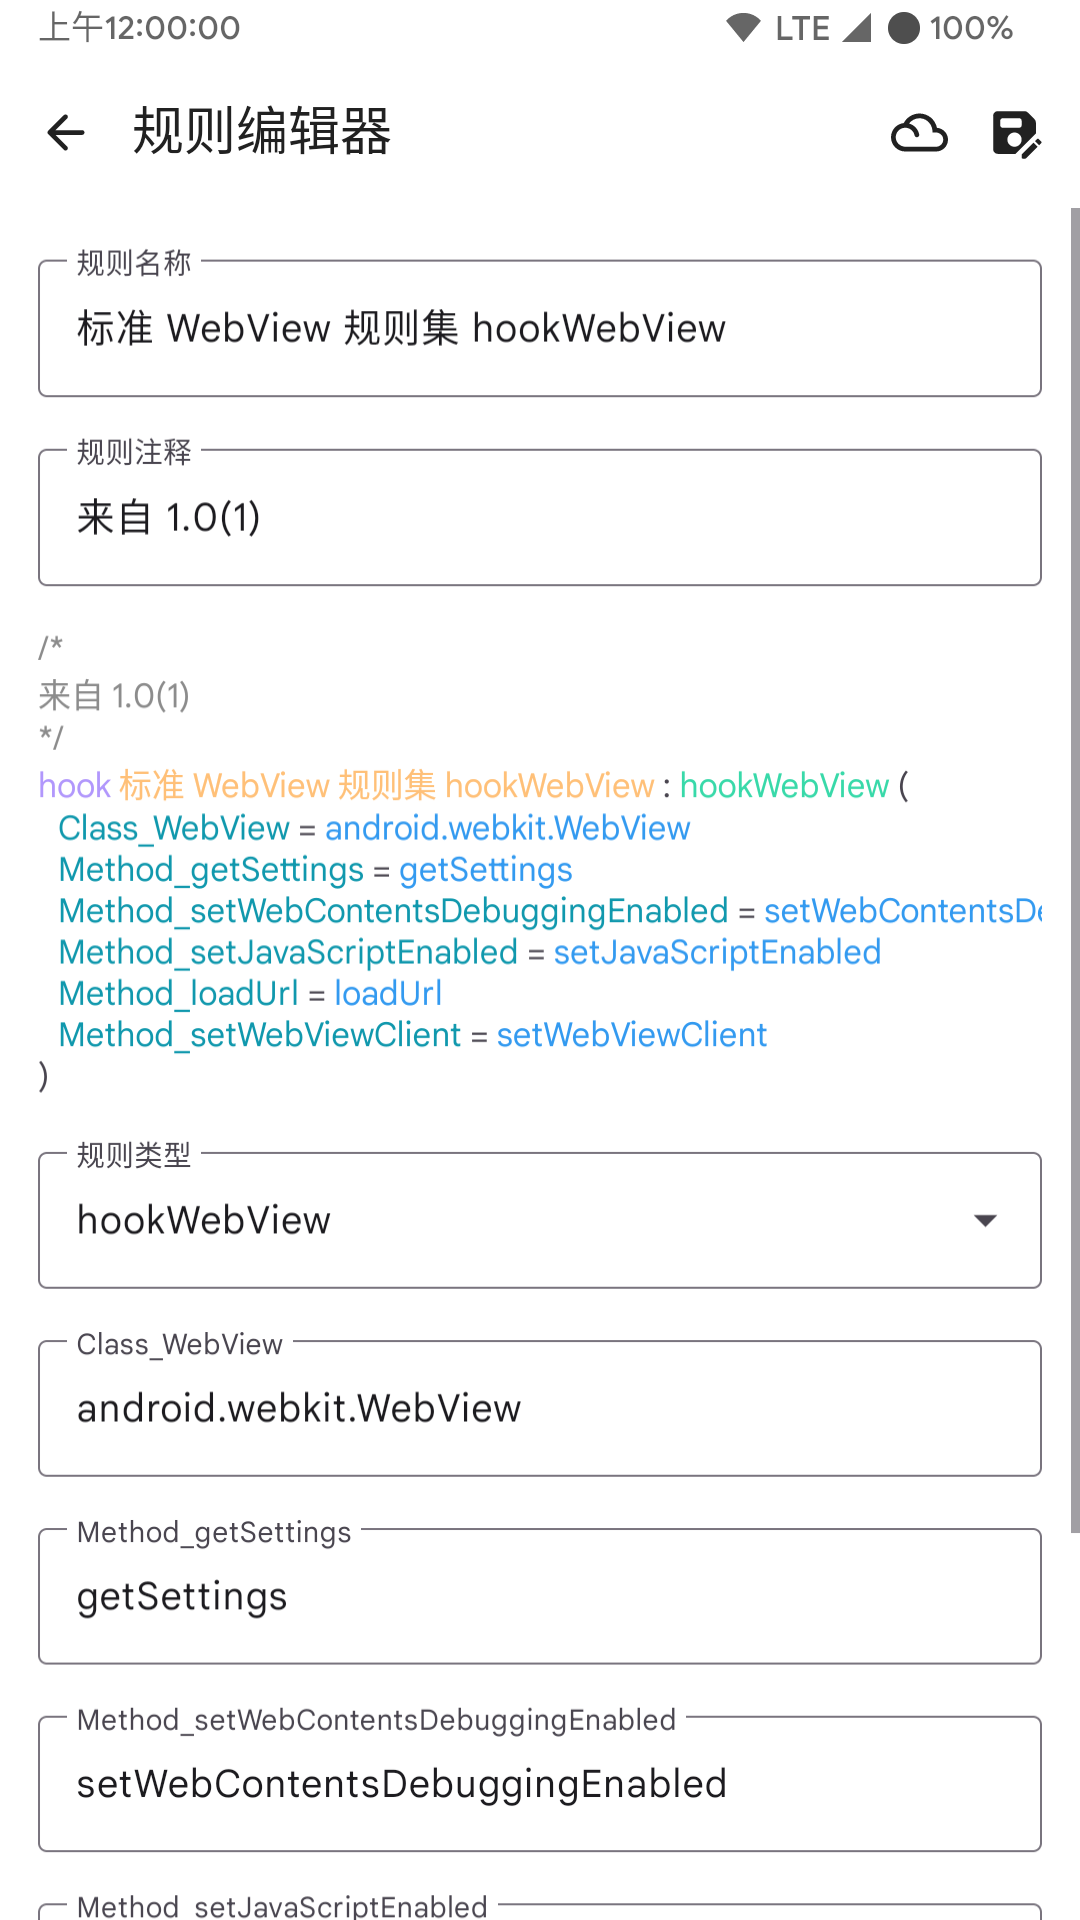 上午12:00:00 LTE 100%
规则编辑器
规则名称
标准 WebView 规则集 hookWebView
规则注释
来自 1.0(1)
/*
来自 1.0(1)
*/
hook 标准 WebView 规则集 hookWebView : hookWebView (
Class_WebView = android.webkit.WebView
Method_getSettings = getSettings
Method_setWebContentsDebuggingEnabled = setWebContentsDe
Method_setJavaScriptEnabled = setJavaScriptEnabled
Method_loadUrl = loadUrl
Method_setWebViewClient = setWebViewClient
)
规则类型
hookWebView
Class_WebView
android.webkit.WebView
Method_getSettings
getSettings
Method_setWebContentsDebuggingEnabled
setWebContentsDebuggingEnabled
Method_setJavaScriptEnabled